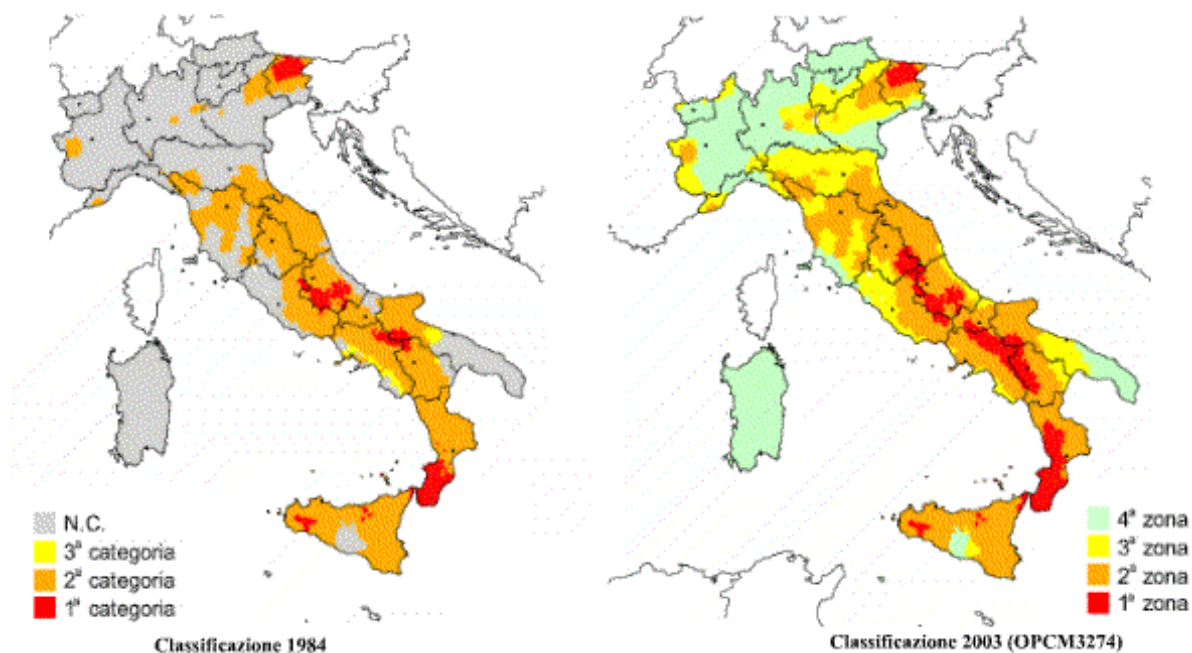 N.C.
3ª categoria
2ª categoria
1ª categoria
Classificazione 1984
4ª zona
3ª zona
2ª zona
1ª zona
Classificazione 2003 (OPCM3274)